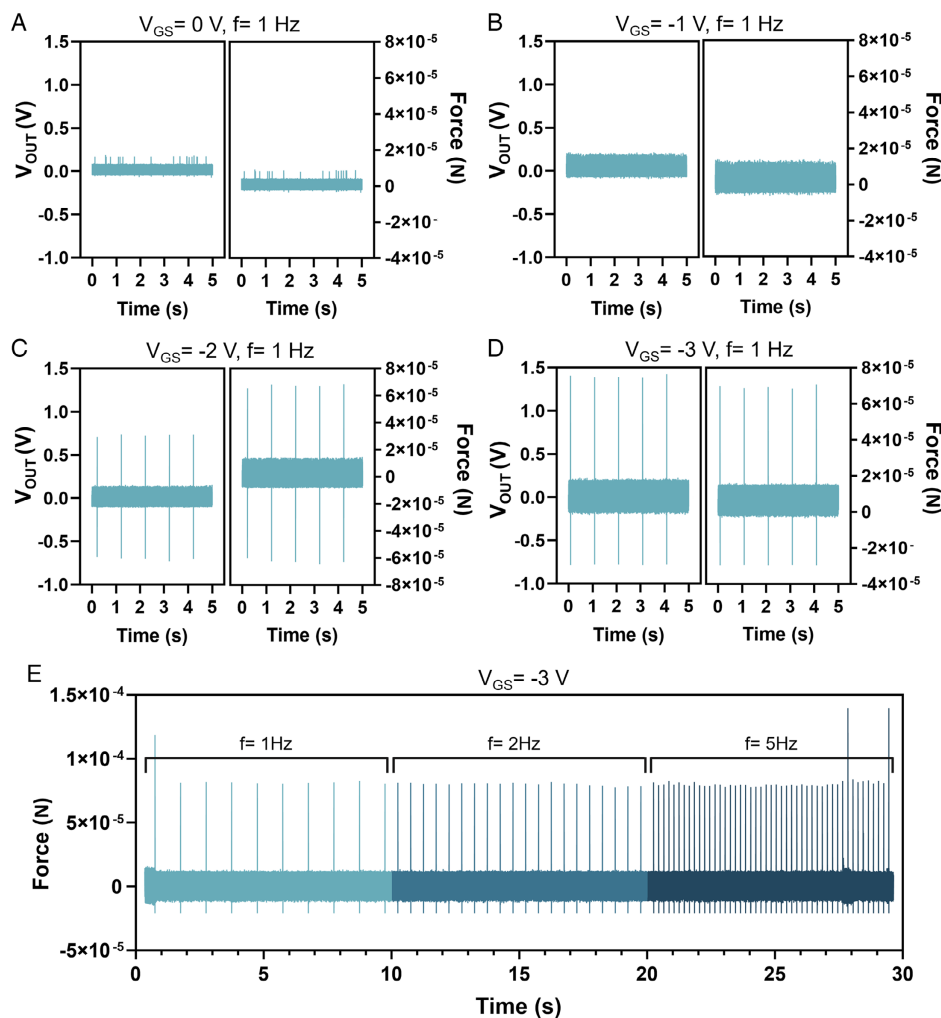 A
V_GS= 0 V, f= 1 Hz
V_OUT (V)
1.5
1.0
0.5
0.0
-0.5
-1.0
0 1 2 3 4 5
Time (s)
8×10⁻⁵
6×10⁻⁵
4×10⁻⁵
2×10⁻⁵
0
-2×10⁻
-4×10⁻⁵
Force (N)
0 1 2 3 4 5
Time (s)
B
V_GS= -1 V, f= 1 Hz
V_OUT (V)
1.5
1.0
0.5
0.0
-0.5
-1.0
0 1 2 3 4 5
Time (s)
8×10⁻⁵
6×10⁻⁵
4×10⁻⁵
2×10⁻⁵
0
-2×10⁻⁵
-4×10⁻⁵
Force (N)
0 1 2 3 4 5
Time (s)
C
V_GS= -2 V, f= 1 Hz
V_OUT (V)
1.5
1.0
0.5
0.0
-0.5
-1.0
0 1 2 3 4 5
Time (s)
8×10⁻⁵
6×10⁻⁵
4×10⁻⁵
2×10⁻⁵
0
-2×10⁻⁵
-4×10⁻⁵
-6×10⁻⁵
-8×10⁻⁵
Force (N)
0 1 2 3 4 5
Time (s)
D
V_GS= -3 V, f= 1 Hz
V_OUT (V)
1.5
1.0
0.5
0.0
-0.5
-1.0
0 1 2 3 4 5
Time (s)
8×10⁻⁵
6×10⁻⁵
4×10⁻⁵
2×10⁻⁵
0
-2×10⁻
-4×10⁻⁵
Force (N)
0 1 2 3 4 5
Time (s)
E
V_GS= -3 V
Force (N)
1.5×10⁻⁴
1×10⁻⁴
5×10⁻⁵
0
-5×10⁻⁵
f= 1Hz
f= 2Hz
f= 5Hz
0 5 10 15 20 25 30
Time (s)